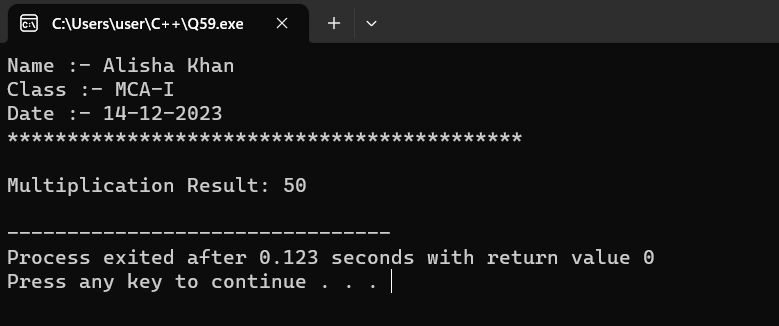 C:\Users\user\C++\Q59.exe
Name :- Alisha Khan
Class :- MCA-I
Date :- 14-12-2023
*******************************************
Multiplication Result: 50
--------------------------------
Process exited after 0.123 seconds with return value 0
Press any key to continue . . .